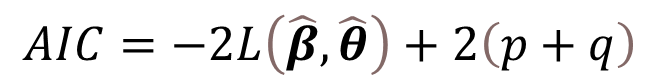 AIC = −2L(𝜷̂, 𝜽̂) + 2(p + q)